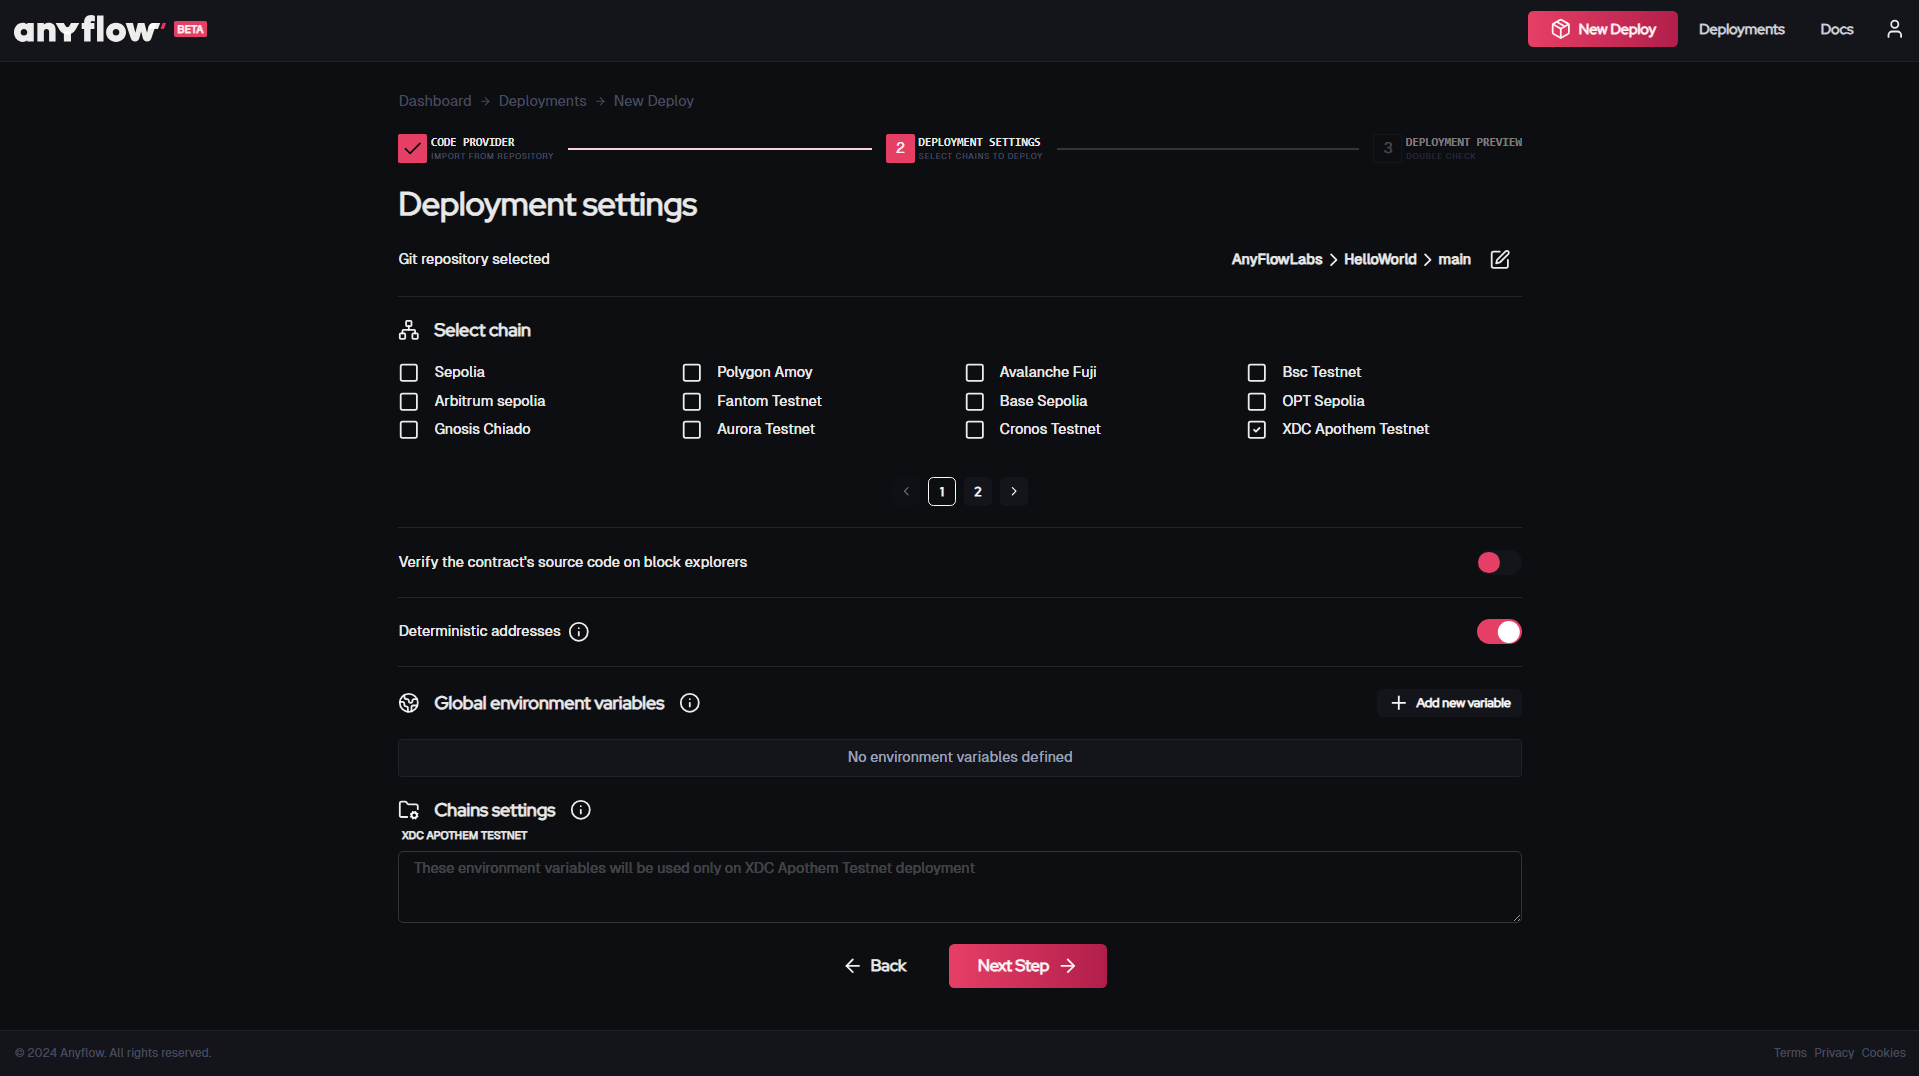 anyflow BETA
New Deploy
Deployments
Docs
Dashboard → Deployments → New Deploy
CODE PROVIDER
IMPORT FROM REPOSITORY
2
DEPLOYMENT SETTINGS
SELECT CHAINS TO DEPLOY
3
DEPLOYMENT PREVIEW
DOUBLE CHECK
Deployment settings
Git repository selected
AnyFlowLabs > HelloWorld > main
Select chain
Sepolia
Polygon Amoy
Avalanche Fuji
Bsc Testnet
Arbitrum sepolia
Fantom Testnet
Base Sepolia
OPT Sepolia
Gnosis Chiado
Aurora Testnet
Cronos Testnet
XDC Apothem Testnet
< 1 2 >
Verify the contract's source code on block explorers
Deterministic addresses
Global environment variables
Add new variable
No environment variables defined
Chains settings
XDC APOTHEM TESTNET
These environment variables will be used only on XDC Apothem Testnet deployment
← Back
Next Step →
© 2024 Anyflow. All rights reserved.
Terms Privacy Cookies